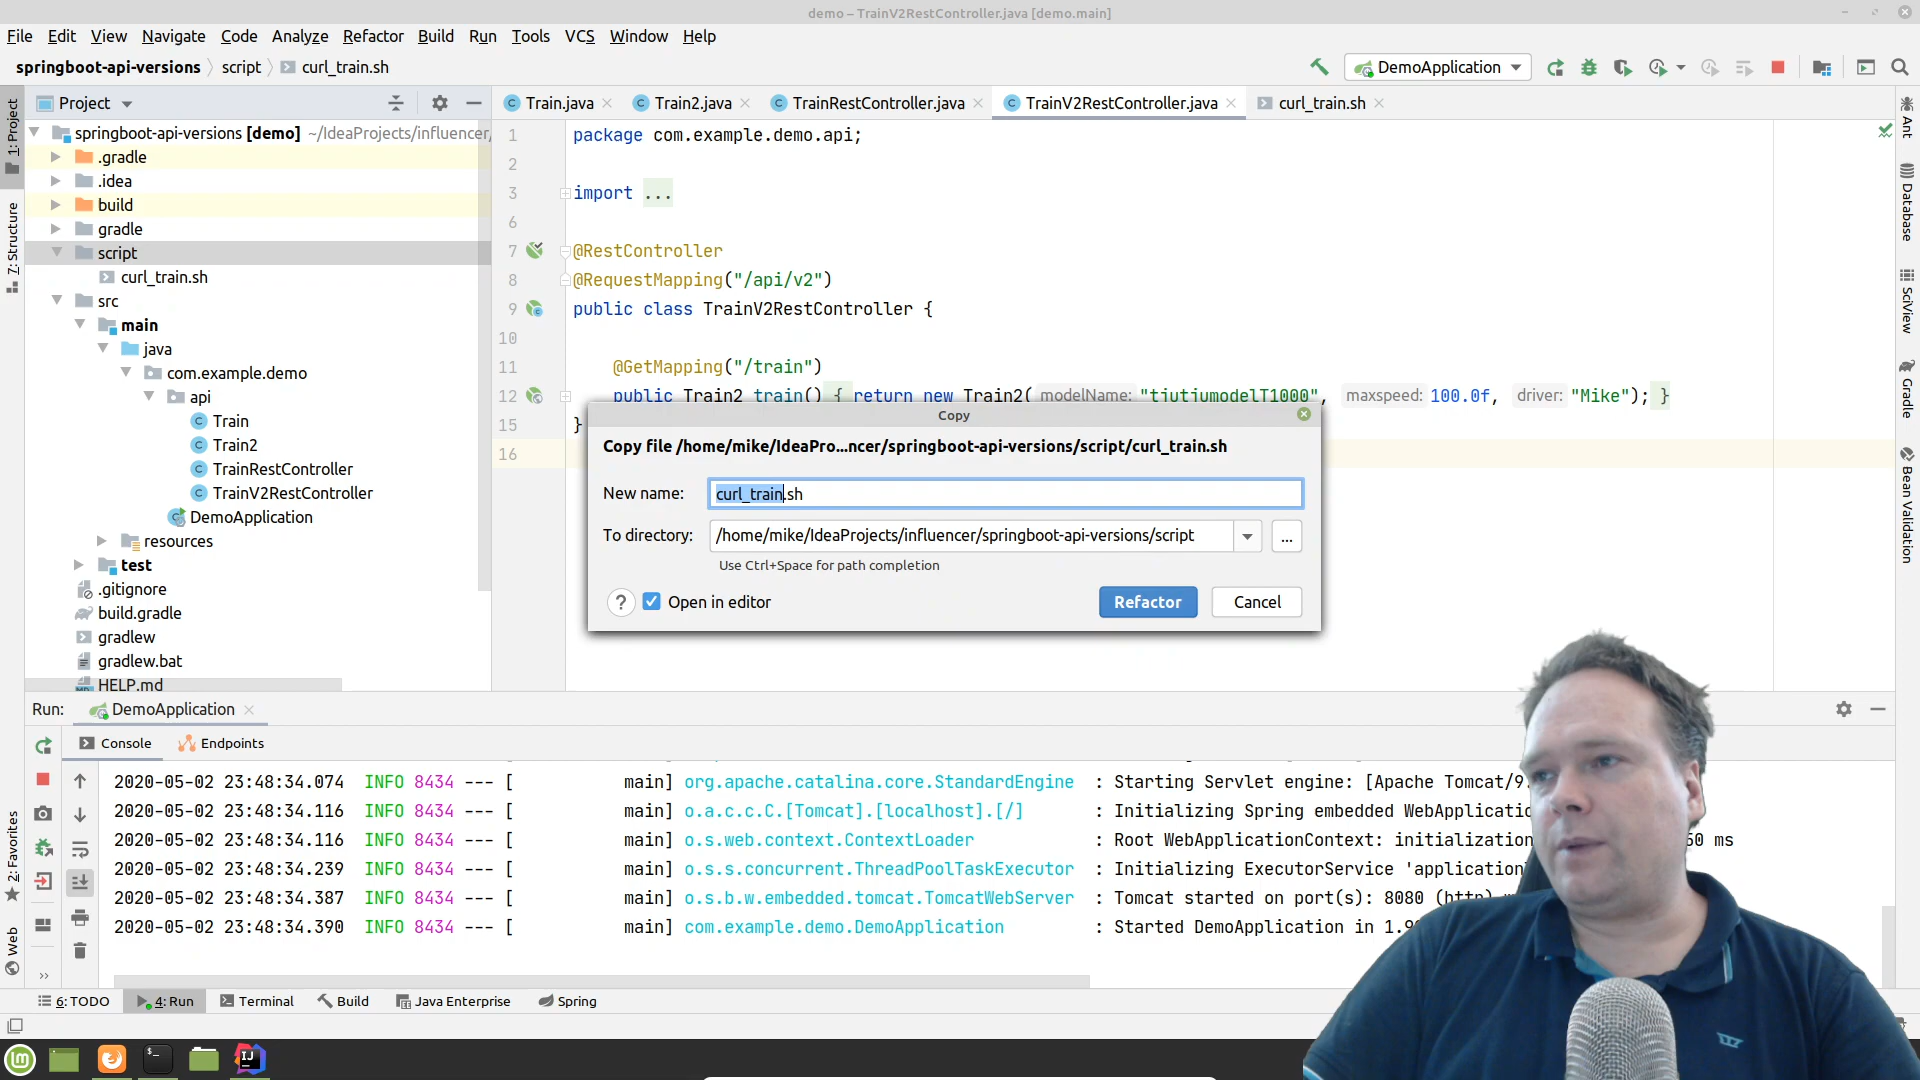 demo – TrainV2RestController.java [demo.main]
File Edit View Navigate Code Analyze Refactor Build Run Tools VCS Window Help
springboot-api-versions script curl_train.sh
DemoApplication
1: Project
7: Structure
2: Favorites
Web
Project
springboot-api-versions [demo] ~/IdeaProjects/influencer/
.gradle
.idea
build
gradle
script
curl_train.sh
src
main
java
com.example.demo
api
Train
Train2
TrainRestController
TrainV2RestController
DemoApplication
resources
test
.gitignore
build.gradle
gradlew
gradlew.bat
HELP.md
Train.java Train2.java TrainRestController.java TrainV2RestController.java curl_train.sh
1 package com.example.demo.api;
2
3 import ...
6
7 @RestController
8 @RequestMapping("/api/v2")
9 public class TrainV2RestController {
10
11 @GetMapping("/train")
12 public Train2 train() { return new Train2( modelName: "tjutjumodelT1000", maxspeed: 100.0f, driver: "Mike"); }
15 }
16
Copy
Copy file /home/mike/IdeaPro...ncer/springboot-api-versions/script/curl_train.sh
New name: curl_train.sh
To directory: /home/mike/IdeaProjects/influencer/springboot-api-versions/script
...
Use Ctrl+Space for path completion
? Open in editor Refactor Cancel
Ant
Database
SciView
Gradle
Bean Validation
Run: DemoApplication
Console Endpoints
2020-05-02 23:48:34.074 INFO 8434 --- [ main] org.apache.catalina.core.StandardEngine : Starting Servlet engine: [Apache Tomcat/9.
2020-05-02 23:48:34.116 INFO 8434 --- [ main] o.a.c.c.C.[Tomcat].[localhost].[/] : Initializing Spring embedded WebApplicatio
2020-05-02 23:48:34.116 INFO 8434 --- [ main] o.s.web.context.ContextLoader : Root WebApplicationContext: initialization 50 ms
2020-05-02 23:48:34.239 INFO 8434 --- [ main] o.s.s.concurrent.ThreadPoolTaskExecutor : Initializing ExecutorService 'application
2020-05-02 23:48:34.387 INFO 8434 --- [ main] o.s.b.w.embedded.tomcat.TomcatWebServer : Tomcat started on port(s): 8080 (http)
2020-05-02 23:48:34.390 INFO 8434 --- [ main] com.example.demo.DemoApplication : Started DemoApplication in 1.9
6: TODO 4: Run Terminal Build Java Enterprise Spring